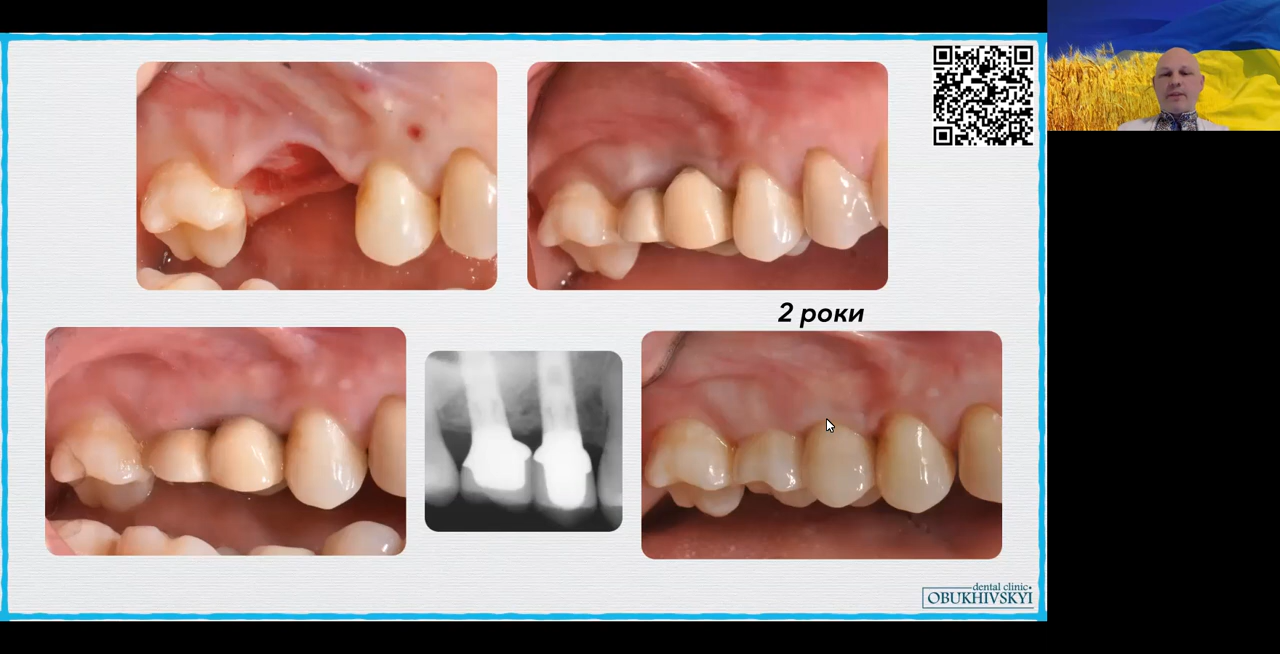 2 роки
dental clinic
OBUKHIVSKYI